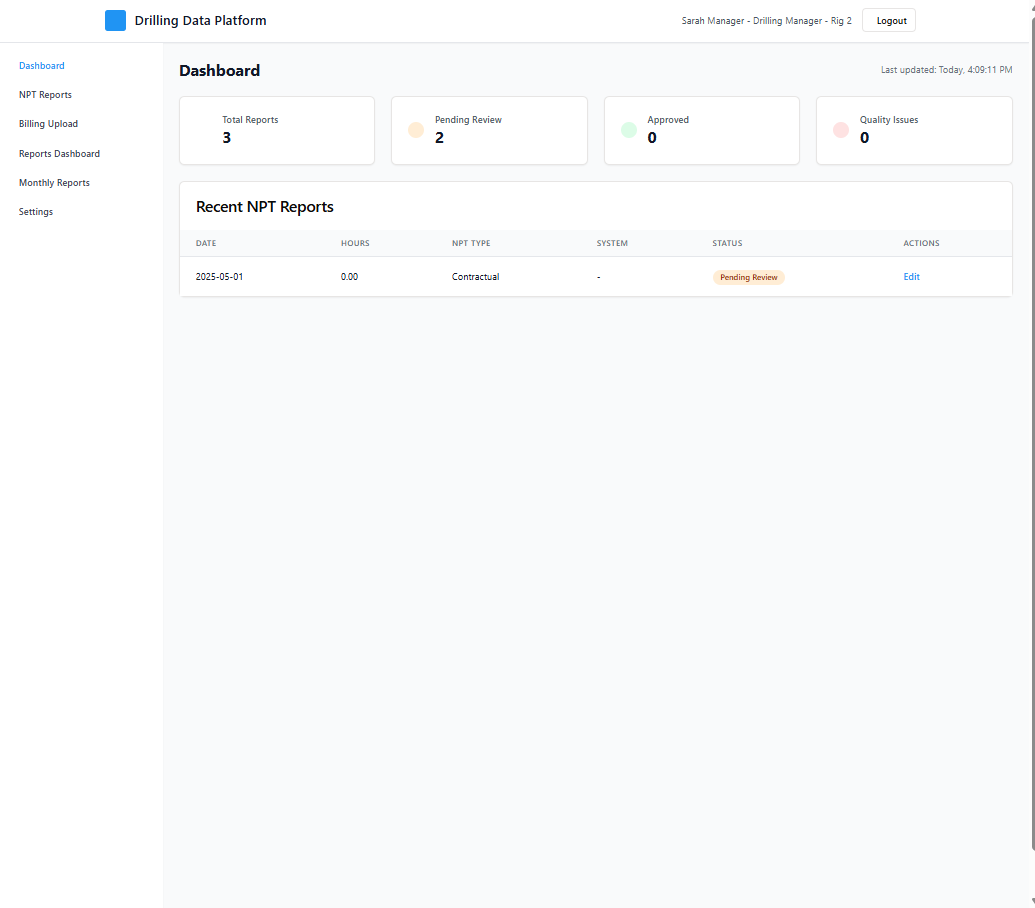 Drilling Data Platform
Sarah Manager - Drilling Manager - Rig 2
Logout
Dashboard
NPT Reports
Billing Upload
Reports Dashboard
Monthly Reports
Settings
Dashboard
Last updated: Today, 4:09:11 PM
Total Reports
3
Pending Review
2
Approved
0
Quality Issues
0
Recent NPT Reports
DATE HOURS NPT TYPE SYSTEM STATUS ACTIONS
2025-05-01 0.00 Contractual - Pending Review Edit